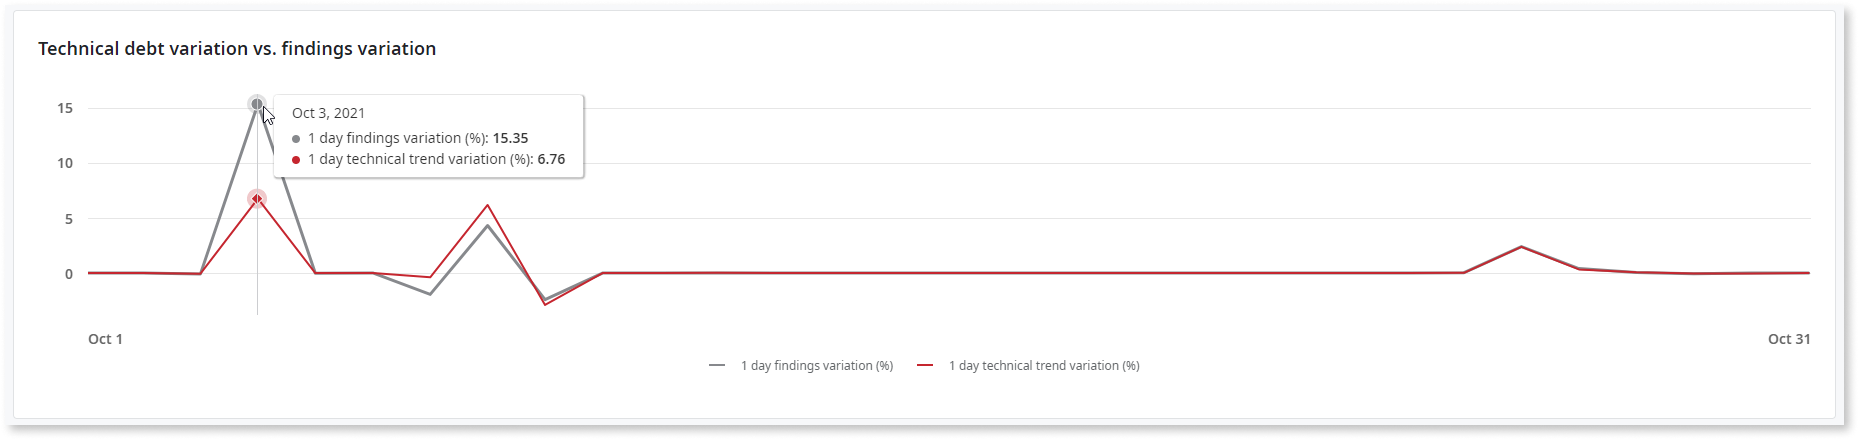 Technical debt variation vs. findings variation
15
Oct 3, 2021
1 day findings variation (%): 15.35
1 day technical trend variation (%): 6.76
10
5
0
Oct 1
Oct 31
1 day findings variation (%)
1 day technical trend variation (%)